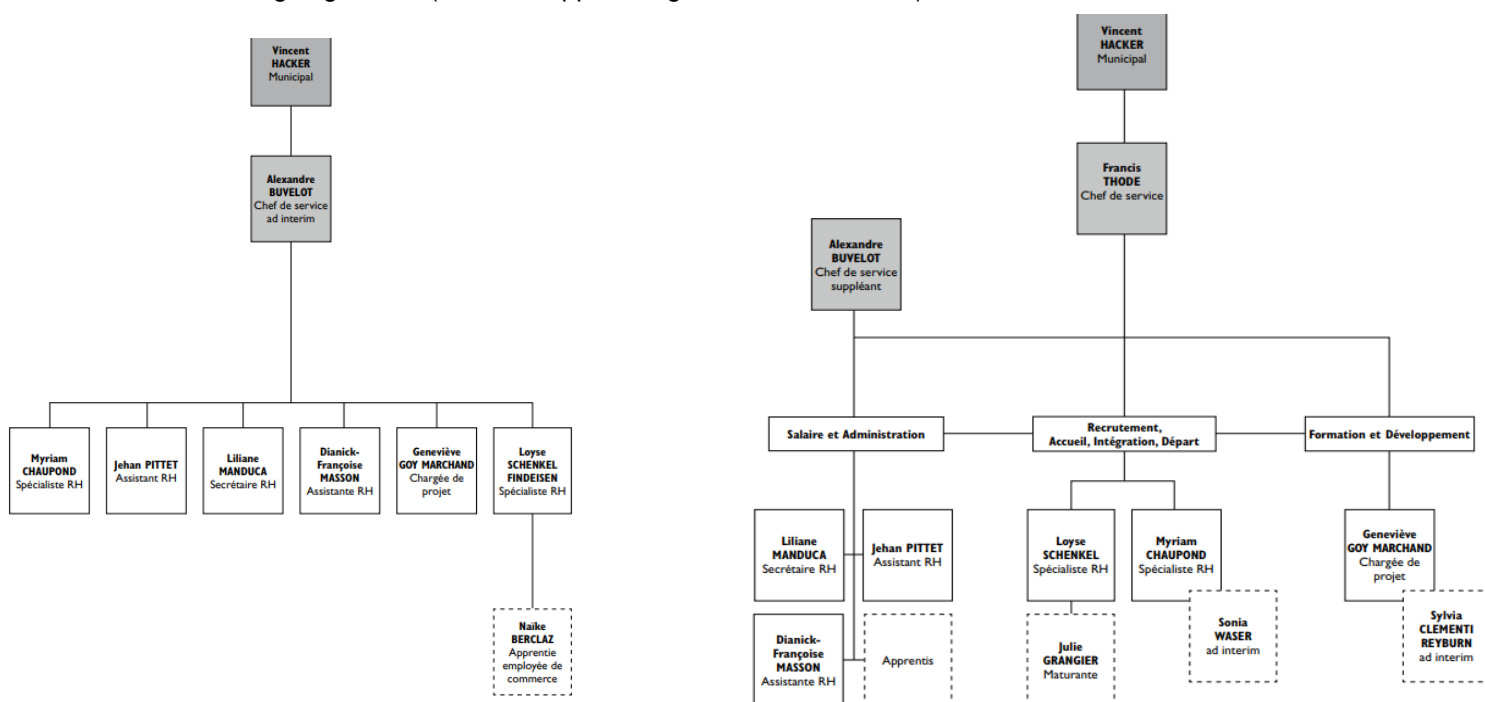 Vincent
HACKER
Municipal
Alexandre
BUVELOT
Chef de service
ad interim
Myriam
CHAUPOND
Spécialiste RH
Jehan PITTET
Assistant RH
Liliane
MANDUCA
Secrétaire RH
Dianick-
Françoise
MASSON
Assistante RH
Geneviève
GOY MARCHAND
Chargée de
projet
Loyse
SCHENKEL
FINDEISEN
Spécialiste RH
Naïke
BERCLAZ
Apprentie
employée de
commerce
Vincent
HACKER
Municipal
Francis
THODE
Chef de service
Alexandre
BUVELOT
Chef de service
suppléant
Salaire et Administration
Recrutement,
Accueil, Intégration, Départ
Formation et Développement
Liliane
MANDUCA
Secrétaire RH
Jehan PITTET
Assistant RH
Dianick-
Françoise
MASSON
Assistante RH
Apprentis
Loyse
SCHENKEL
Spécialiste RH
Julie
GRANGIER
Maturante
Myriam
CHAUPOND
Spécialiste RH
Sonia
WASER
ad interim
Geneviève
GOY MARCHAND
Chargée de
projet
Sylvia
CLEMENTI
REYBURN
ad interim